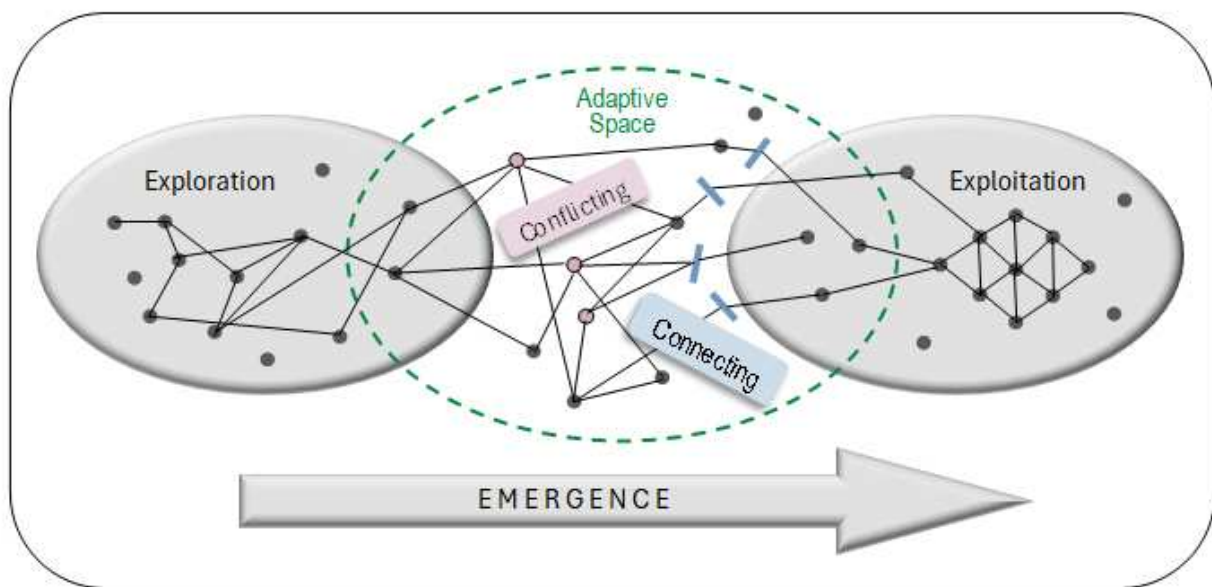 Adaptive
Space
Exploration
Conflicting
Exploitation
Connecting
EMERGENCE